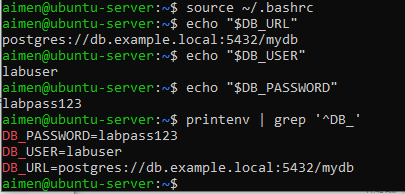 aimen@ubuntu-server:~$ source ~/.bashrc
aimen@ubuntu-server:~$ echo "$DB_URL"
postgres://db.example.local:5432/mydb
aimen@ubuntu-server:~$ echo "$DB_USER"
labuser
aimen@ubuntu-server:~$ echo "$DB_PASSWORD"
labpass123
aimen@ubuntu-server:~$ printenv | grep '^DB_'
DB_PASSWORD=labpass123
DB_USER=labuser
DB_URL=postgres://db.example.local:5432/mydb
aimen@ubuntu-server:~$